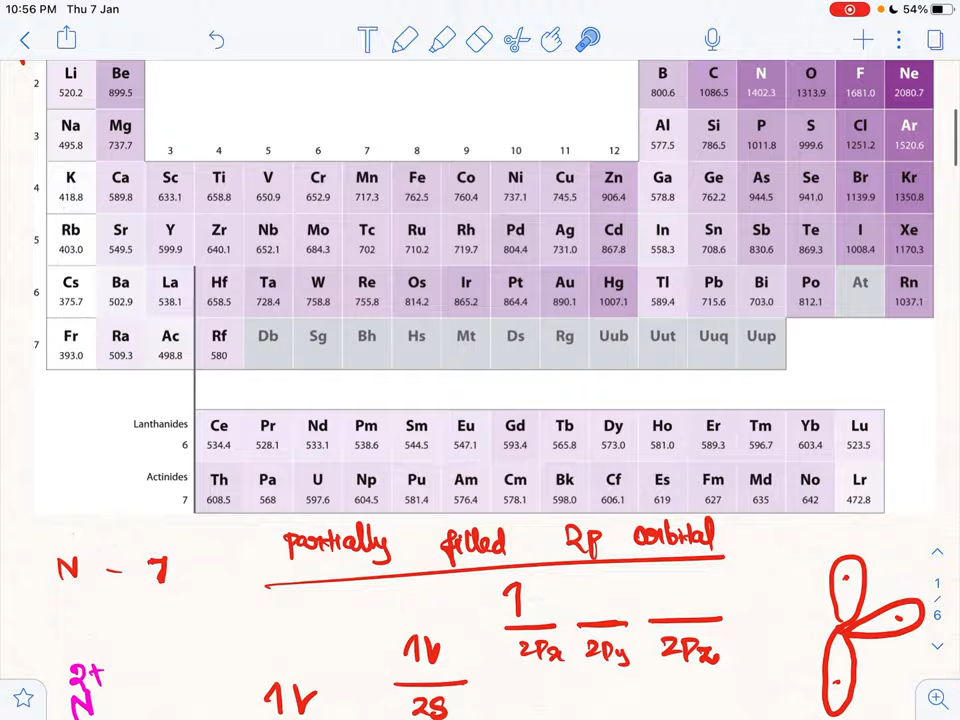 10:56 PM Thu 7 Jan 54%
T
2 Li Be B C N O F Ne
520.2 899.5 800.6 1086.5 1402.3 1313.9 1681.0 2080.7
Na Mg Al Si P S Cl Ar
3 495.8 737.7 3 4 5 6 7 8 9 10 11 12 577.5 786.5 1011.8 999.6 1251.2 1520.6
4 K Ca Sc Ti V Cr Mn Fe Co Ni Cu Zn Ga Ge As Se Br Kr
418.8 589.8 633.1 658.8 650.9 652.9 717.3 762.5 760.4 737.1 745.5 906.4 578.8 762.2 944.5 941.0 1139.9 1350.8
5 Rb Sr Y Zr Nb Mo Tc Ru Rh Pd Ag Cd In Sn Sb Te I Xe
403.0 549.5 599.9 640.1 652.1 684.3 702 710.2 719.7 804.4 731.0 867.8 558.3 708.6 830.6 869.3 1008.4 1170.3
6 Cs Ba La Hf Ta W Re Os Ir Pt Au Hg Tl Pb Bi Po At Rn
375.7 502.9 538.1 658.5 728.4 758.8 755.8 814.2 865.2 864.4 890.1 1007.1 589.4 715.6 703.0 812.1 1037.1
7 Fr Ra Ac Rf Db Sg Bh Hs Mt Ds Rg Uub Uut Uuq Uup
393.0 509.3 498.8 580
Lanthanides Ce Pr Nd Pm Sm Eu Gd Tb Dy Ho Er Tm Yb Lu
6 534.4 528.1 533.1 538.6 544.5 547.1 593.4 565.8 573.0 581.0 589.3 596.7 603.4 523.5
Actinides Th Pa U Np Pu Am Cm Bk Cf Es Fm Md No Lr
7 608.5 568 597.6 604.5 581.4 576.4 578.1 598.0 606.1 619 627 635 642 472.8
partially filled 2p orbital
N - 7
1
/
6
1
2Px 2Py 2Pz
1V
N2+
1V
2S